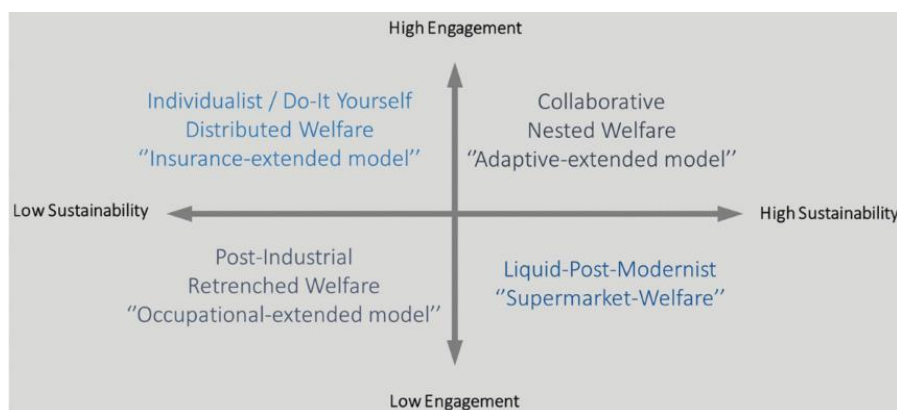 High Engagement
Individualist / Do-It Yourself
Distributed Welfare
‘’Insurance-extended model’’
Collaborative
Nested Welfare
‘’Adaptive-extended model’’
Low Sustainability
High Sustainability
Post-Industrial
Retrenched Welfare
‘’Occupational-extended model’’
Liquid-Post-Modernist
‘’Supermarket-Welfare’’
Low Engagement